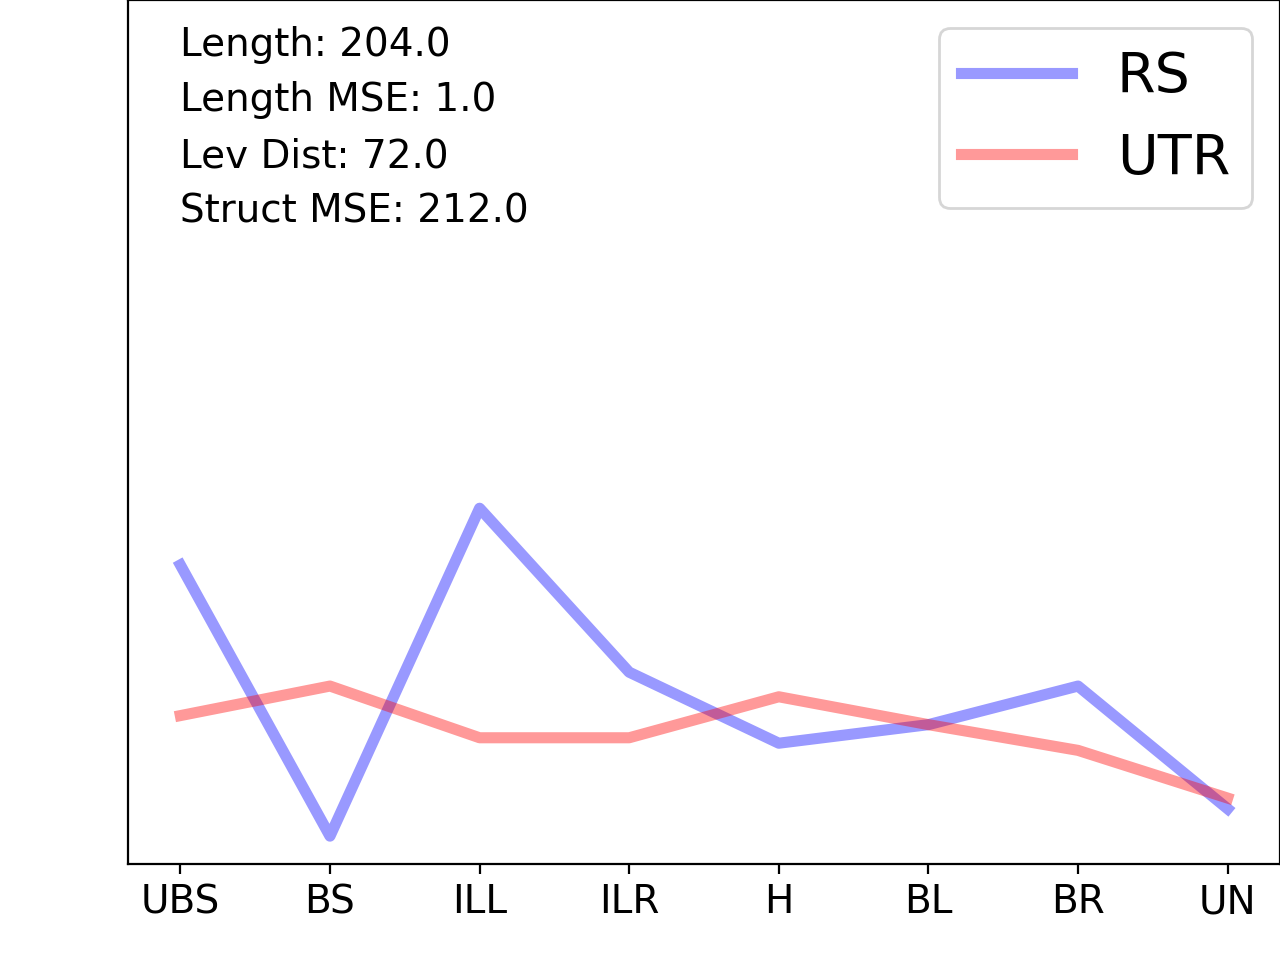 Length: 204.0
Length MSE: 1.0
Lev Dist: 72.0
Struct MSE: 212.0
RS
UTR
UBS BS ILL ILR H BL BR UN